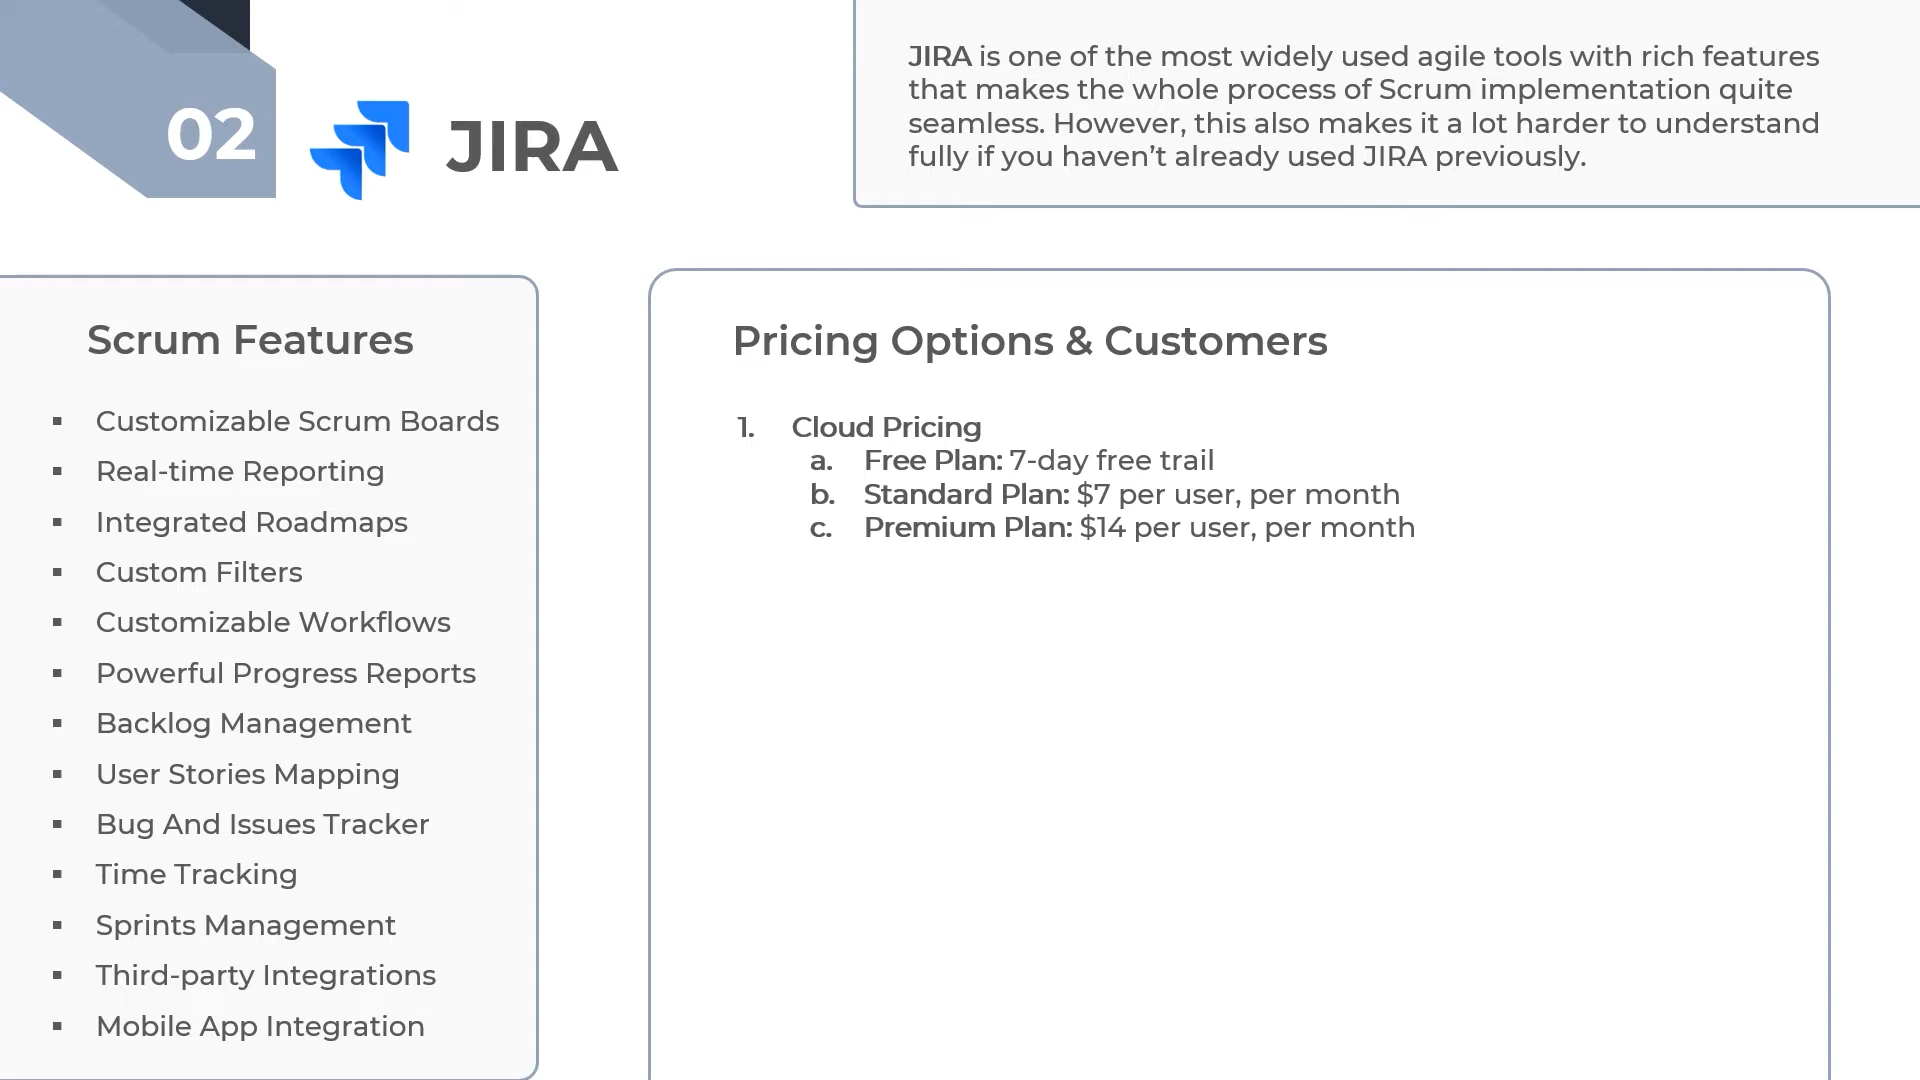 02
JIRA
JIRA is one of the most widely used agile tools with rich features
that makes the whole process of Scrum implementation quite
seamless. However, this also makes it a lot harder to understand
fully if you haven’t already used JIRA previously.
Scrum Features
▪ Customizable Scrum Boards
▪ Real-time Reporting
▪ Integrated Roadmaps
▪ Custom Filters
▪ Customizable Workflows
▪ Powerful Progress Reports
▪ Backlog Management
▪ User Stories Mapping
▪ Bug And Issues Tracker
▪ Time Tracking
▪ Sprints Management
▪ Third-party Integrations
▪ Mobile App Integration
Pricing Options & Customers
1. Cloud Pricing
a. Free Plan: 7-day free trail
b. Standard Plan: $7 per user, per month
c. Premium Plan: $14 per user, per month